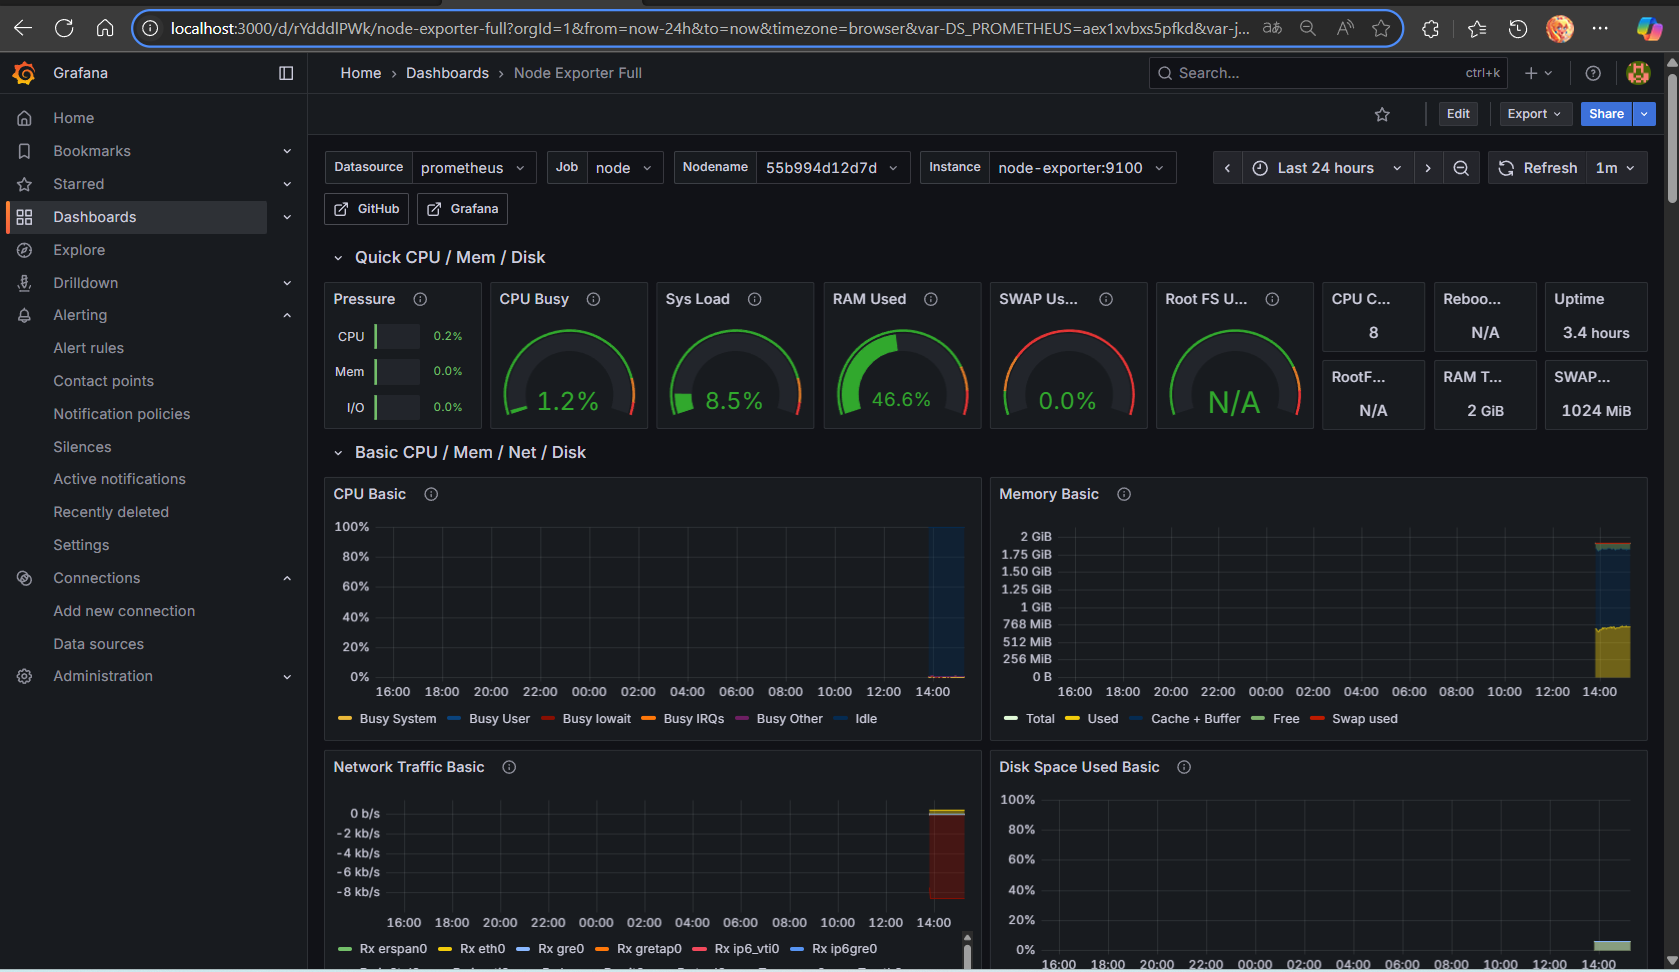 localhost:3000/d/rYdddlPWk/node-exporter-full?orgId=1&from=now-24h&to=now&timezone=browser&var-DS_PROMETHEUS=aex1xvbxs5pfkd&var-j...
Grafana
Home › Dashboards › Node Exporter Full
Search... ctrl+k
Home
Bookmarks
Starred
Dashboards
Explore
Drilldown
Alerting
Alert rules
Contact points
Notification policies
Silences
Active notifications
Recently deleted
Settings
Connections
Add new connection
Data sources
Administration
Edit Export Share
Datasource prometheus Job node Nodename 55b994d12d7d Instance node-exporter:9100 Last 24 hours Refresh 1m
GitHub Grafana
Quick CPU / Mem / Disk
Pressure
CPU 0.2%
Mem 0.0%
I/O 0.0%
CPU Busy
1.2%
Sys Load
8.5%
RAM Used
46.6%
SWAP Us...
0.0%
Root FS U...
N/A
CPU C...
8
Reboo...
N/A
Uptime
3.4 hours
RootF...
N/A
RAM T...
2 GiB
SWAP...
1024 MiB
Basic CPU / Mem / Net / Disk
CPU Basic
100%
80%
60%
40%
20%
0%
16:00 18:00 20:00 22:00 00:00 02:00 04:00 06:00 08:00 10:00 12:00 14:00
Busy System Busy User Busy Iowait Busy IRQs Busy Other Idle
Memory Basic
2 GiB
1.75 GiB
1.50 GiB
1.25 GiB
1 GiB
768 MiB
512 MiB
256 MiB
0 B
16:00 18:00 20:00 22:00 00:00 02:00 04:00 06:00 08:00 10:00 12:00 14:00
Total Used Cache + Buffer Free Swap used
Network Traffic Basic
0 b/s
-2 kb/s
-4 kb/s
-6 kb/s
-8 kb/s
16:00 18:00 20:00 22:00 00:00 02:00 04:00 06:00 08:00 10:00 12:00 14:00
Rx erspan0 Rx eth0 Rx gre0 Rx gretap0 Rx ip6_vti0 Rx ip6gre0
Disk Space Used Basic
100%
80%
60%
40%
20%
0%
16:00 18:00 20:00 22:00 00:00 02:00 04:00 06:00 08:00 10:00 12:00 14:00